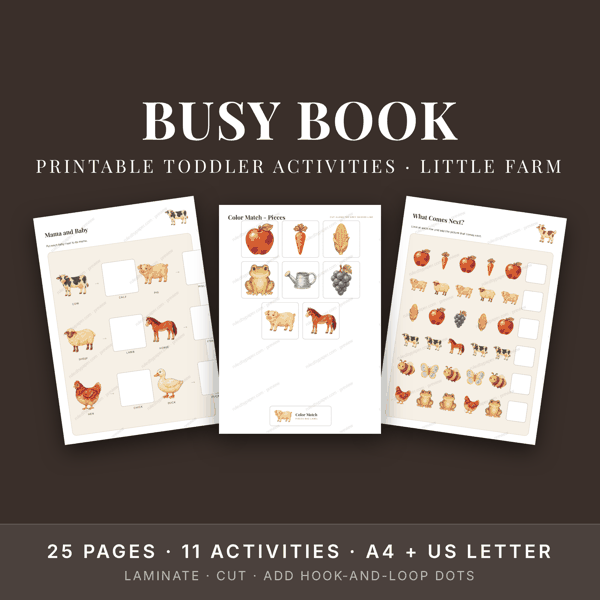 BUSY BOOK
PRINTABLE TODDLER ACTIVITIES · LITTLE FARM
Mama and Baby
Color Match - Pieces
What Comes Next?
Color Match
25 PAGES · 11 ACTIVITIES · A4 + US LETTER
LAMINATE · CUT · ADD HOOK-AND-LOOP DOTS